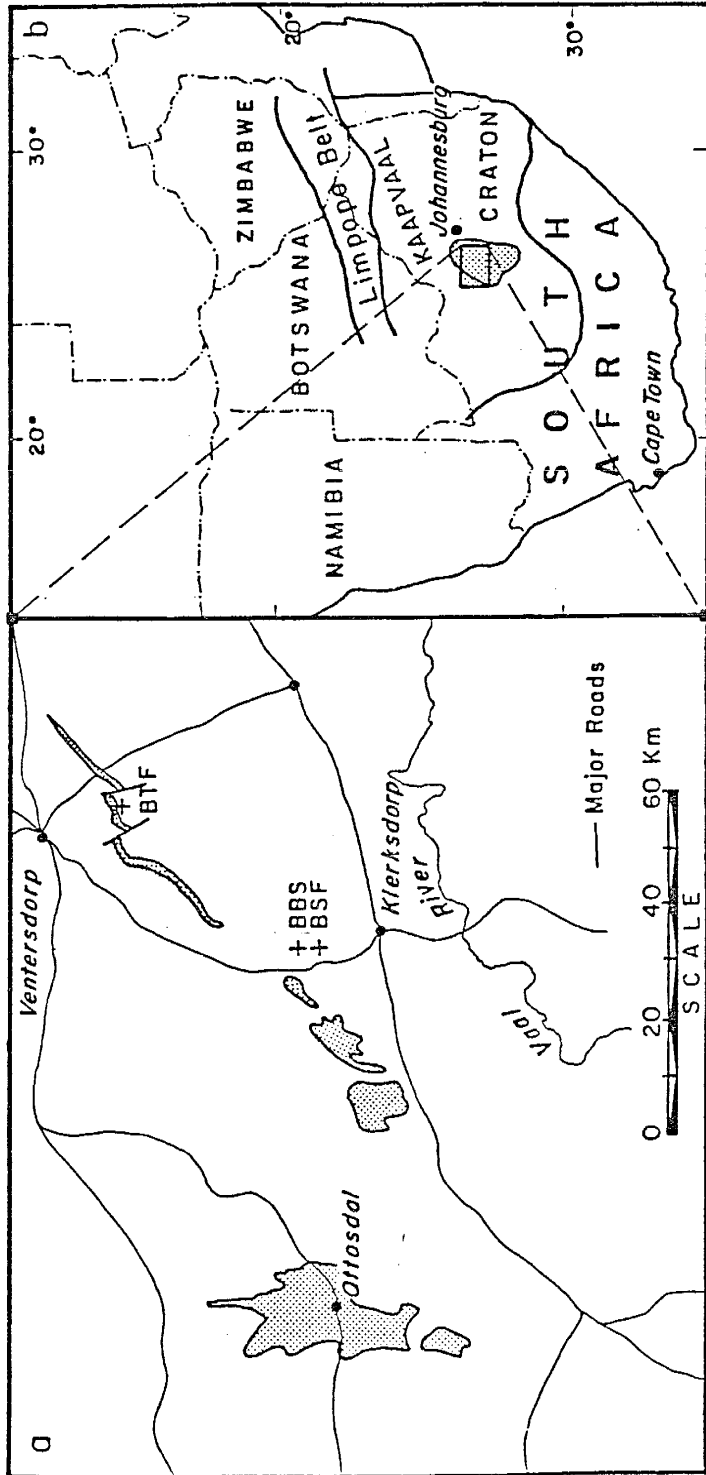 a
Ventersdorp
BTF
BBS
BSF
Klerksdorp
River
Vaal
Ottosdal
Major Roads
0 20 40 60 Km
SCALE
b
20°
30°
20°
30°
ZIMBABWE
BOTSWANA
NAMIBIA
Limpope Belt
KAAPVAAL
CRATON
Johannesburg
SOUTH
AFRICA
Cape Town